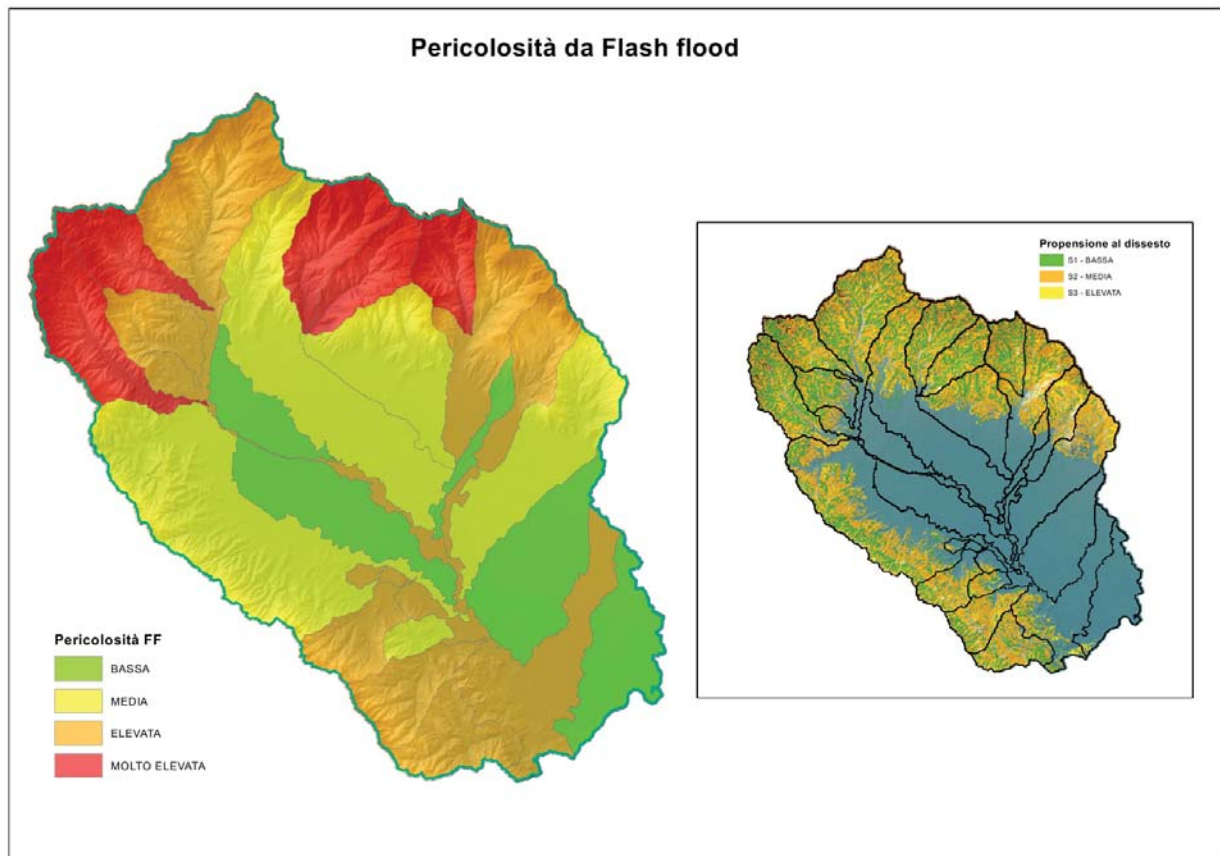 Pericolosità da Flash flood
Propensione al dissesto
S1 - BASSA
S2 - MEDIA
S3 - ELEVATA
Pericolosità FF
BASSA
MEDIA
ELEVATA
MOLTO ELEVATA